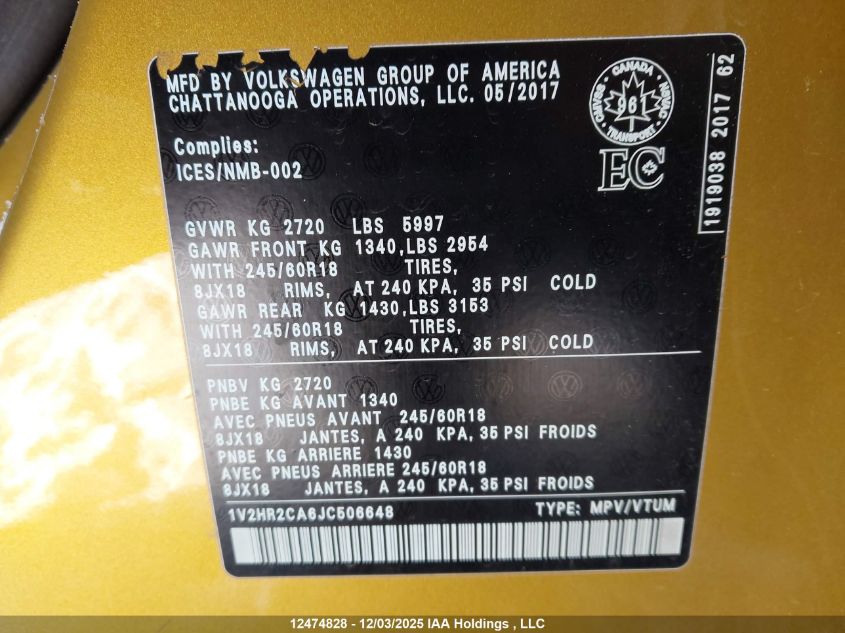 MFD BY VOLKSWAGEN GROUP OF AMERICA
CHATTANOOGA OPERATIONS, LLC. 05/2017
Complies:
ICES/NMB-002
CANADA
961
TRANSPORT
EC
1919038 2017 62
GVWR KG 2720 LBS 5997
GAWR FRONT KG 1340, LBS 2954
WITH 245/60R18 TIRES,
8JX18 RIMS, AT 240 KPA, 35 PSI COLD
GAWR REAR KG 1430, LBS 3153
WITH 245/60R18 TIRES,
8JX18 RIMS, AT 240 KPA, 35 PSI COLD
PNBV KG 2720
PNBE KG AVANT 1340
AVEC PNEUS AVANT 245/60R18
8JX18 JANTES, A 240 KPA, 35 PSI FROIDS
PNBE KG ARRIERE 1430
AVEC PNEUS ARRIERE 245/60R18
8JX18 JANTES, A 240 KPA, 35 PSI FROIDS
1V2HR2CA6JC506648 TYPE: MPV/VTUM
12474828 - 12/03/2025 IAA Holdings , LLC